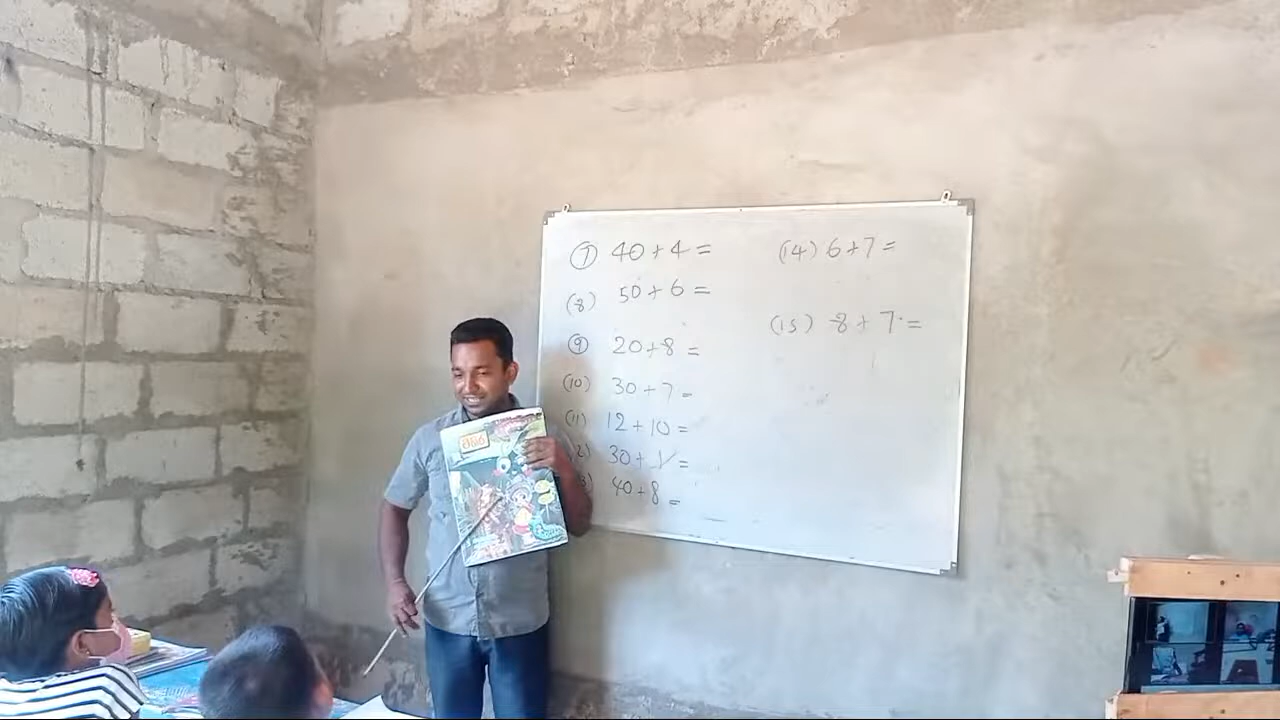 (7) 40 + 4 =
(8) 50 + 6 =
(9) 20 + 8 =
(10) 30 + 7 =
(11) 12 + 10 =
30 +
40 + 8 =
(14) 6 + 7 =
(15) 8 + 7 =